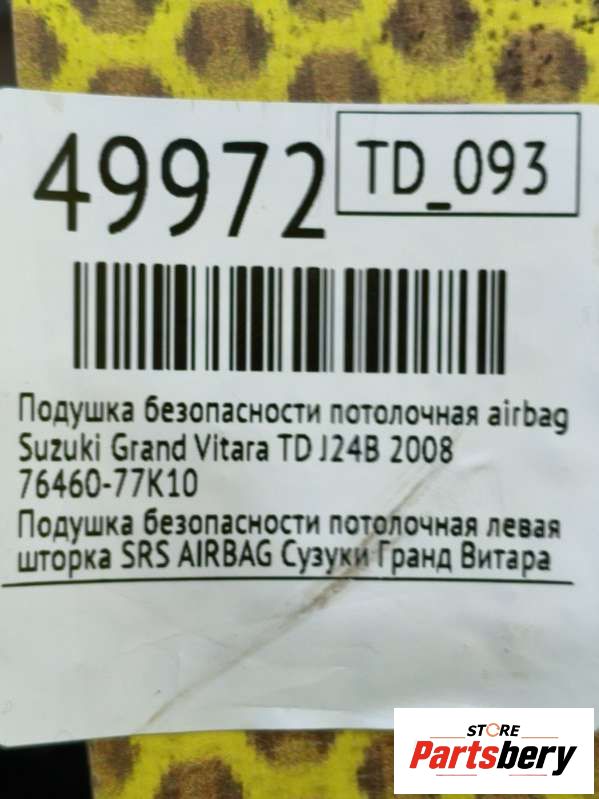 49972
TD_093
Подушка безопасности потолочная airbag
Suzuki Grand Vitara TD J24B 2008
76460-77K10
Подушка безопасности потолочная левая
шторка SRS AIRBAG Сузуки Гранд Витара
STORE
Partsbery